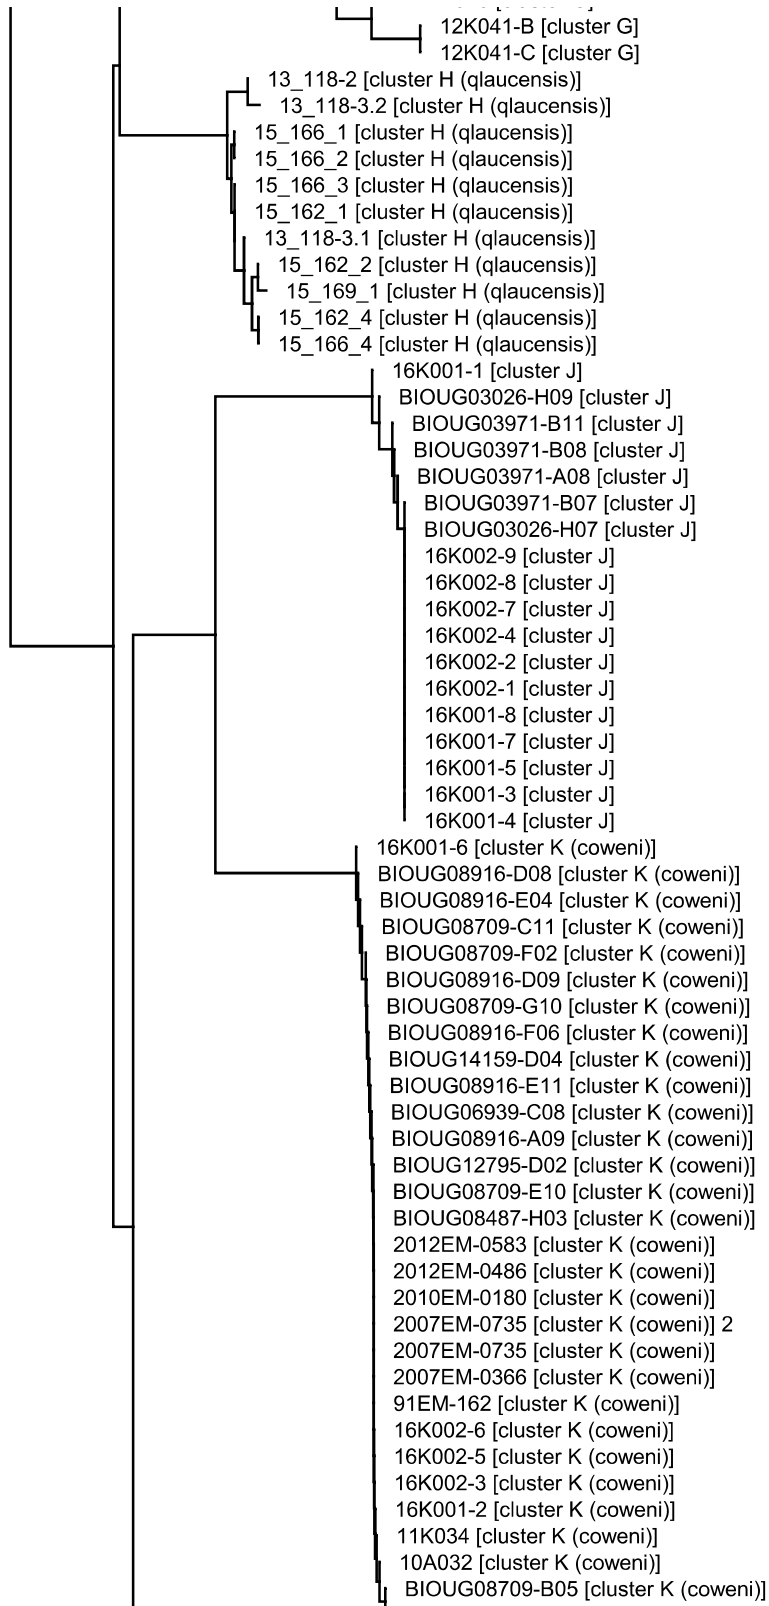 12K041-B [cluster G]
12K041-C [cluster G]
13_118-2 [cluster H (qlaucensis)]
13_118-3.2 [cluster H (qlaucensis)]
15_166_1 [cluster H (qlaucensis)]
15_166_2 [cluster H (qlaucensis)]
15_166_3 [cluster H (qlaucensis)]
15_162_1 [cluster H (qlaucensis)]
13_118-3.1 [cluster H (qlaucensis)]
15_162_2 [cluster H (qlaucensis)]
15_169_1 [cluster H (qlaucensis)]
15_162_4 [cluster H (qlaucensis)]
15_166_4 [cluster H (qlaucensis)]
16K001-1 [cluster J]
BIOUG03026-H09 [cluster J]
BIOUG03971-B11 [cluster J]
BIOUG03971-B08 [cluster J]
BIOUG03971-A08 [cluster J]
BIOUG03971-B07 [cluster J]
BIOUG03026-H07 [cluster J]
16K002-9 [cluster J]
16K002-8 [cluster J]
16K002-7 [cluster J]
16K002-4 [cluster J]
16K002-2 [cluster J]
16K002-1 [cluster J]
16K001-8 [cluster J]
16K001-7 [cluster J]
16K001-5 [cluster J]
16K001-3 [cluster J]
16K001-4 [cluster J]
16K001-6 [cluster K (coweni)]
BIOUG08916-D08 [cluster K (coweni)]
BIOUG08916-E04 [cluster K (coweni)]
BIOUG08709-C11 [cluster K (coweni)]
BIOUG08709-F02 [cluster K (coweni)]
BIOUG08916-D09 [cluster K (coweni)]
BIOUG08709-G10 [cluster K (coweni)]
BIOUG08916-F06 [cluster K (coweni)]
BIOUG14159-D04 [cluster K (coweni)]
BIOUG08916-E11 [cluster K (coweni)]
BIOUG06939-C08 [cluster K (coweni)]
BIOUG08916-A09 [cluster K (coweni)]
BIOUG12795-D02 [cluster K (coweni)]
BIOUG08709-E10 [cluster K (coweni)]
BIOUG08487-H03 [cluster K (coweni)]
2012EM-0583 [cluster K (coweni)]
2012EM-0486 [cluster K (coweni)]
2010EM-0180 [cluster K (coweni)]
2007EM-0735 [cluster K (coweni)] 2
2007EM-0735 [cluster K (coweni)]
2007EM-0366 [cluster K (coweni)]
91EM-162 [cluster K (coweni)]
16K002-6 [cluster K (coweni)]
16K002-5 [cluster K (coweni)]
16K002-3 [cluster K (coweni)]
16K001-2 [cluster K (coweni)]
11K034 [cluster K (coweni)]
10A032 [cluster K (coweni)]
BIOUG08709-B05 [cluster K (coweni)]